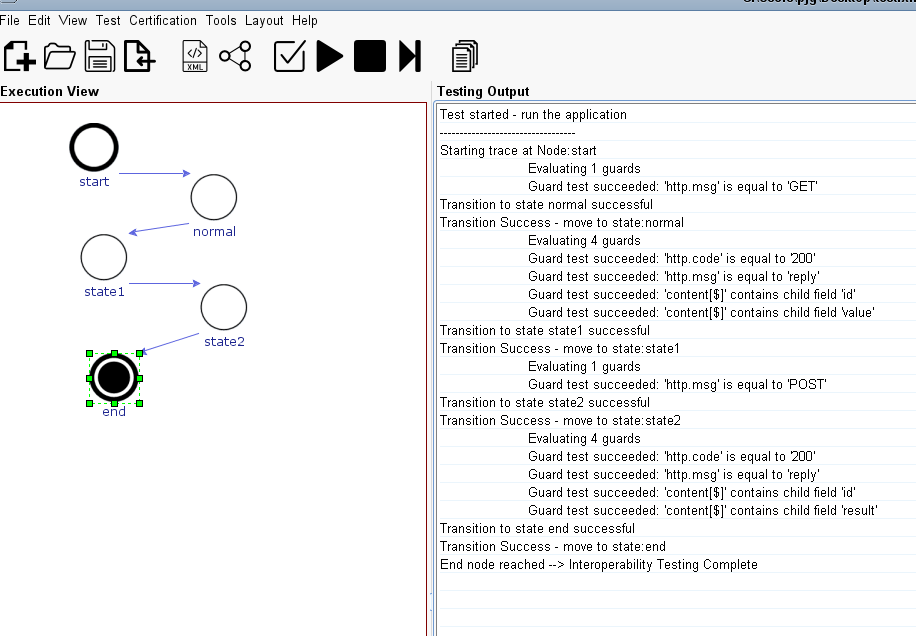 File Edit View Test Certification Tools Layout Help
XML
Execution View
start
normal
state1
state2
end
Testing Output
Test started - run the application
----------------------------------
Starting trace at Node:start
Evaluating 1 guards
Guard test succeeded: 'http.msg' is equal to 'GET'
Transition to state normal successful
Transition Success - move to state:normal
Evaluating 4 guards
Guard test succeeded: 'http.code' is equal to '200'
Guard test succeeded: 'http.msg' is equal to 'reply'
Guard test succeeded: 'content[$]' contains child field 'id'
Guard test succeeded: 'content[$]' contains child field 'value'
Transition to state state1 successful
Transition Success - move to state:state1
Evaluating 1 guards
Guard test succeeded: 'http.msg' is equal to 'POST'
Transition to state state2 successful
Transition Success - move to state:state2
Evaluating 4 guards
Guard test succeeded: 'http.code' is equal to '200'
Guard test succeeded: 'http.msg' is equal to 'reply'
Guard test succeeded: 'content[$]' contains child field 'id'
Guard test succeeded: 'content[$]' contains child field 'result'
Transition to state end successful
Transition Success - move to state:end
End node reached --> Interoperability Testing Complete